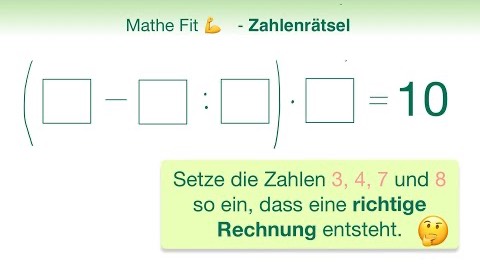 Mathe Fit 💪 - Zahlenrätsel
(□ − □ : □) · □ = 10
Setze die Zahlen 3, 4, 7 und 8
so ein, dass eine richtige
Rechnung entsteht. 🤔